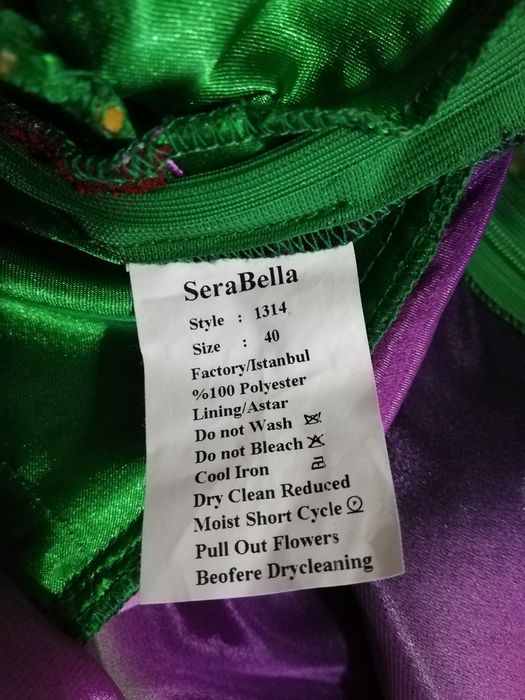 SeraBella
Style : 1314
Size : 40
Factory/Istanbul
%100 Polyester
Lining/Astar
Do not Wash
Do not Bleach
Cool Iron
Dry Clean Reduced
Moist Short Cycle P
Pull Out Flowers
Beofere Drycleaning